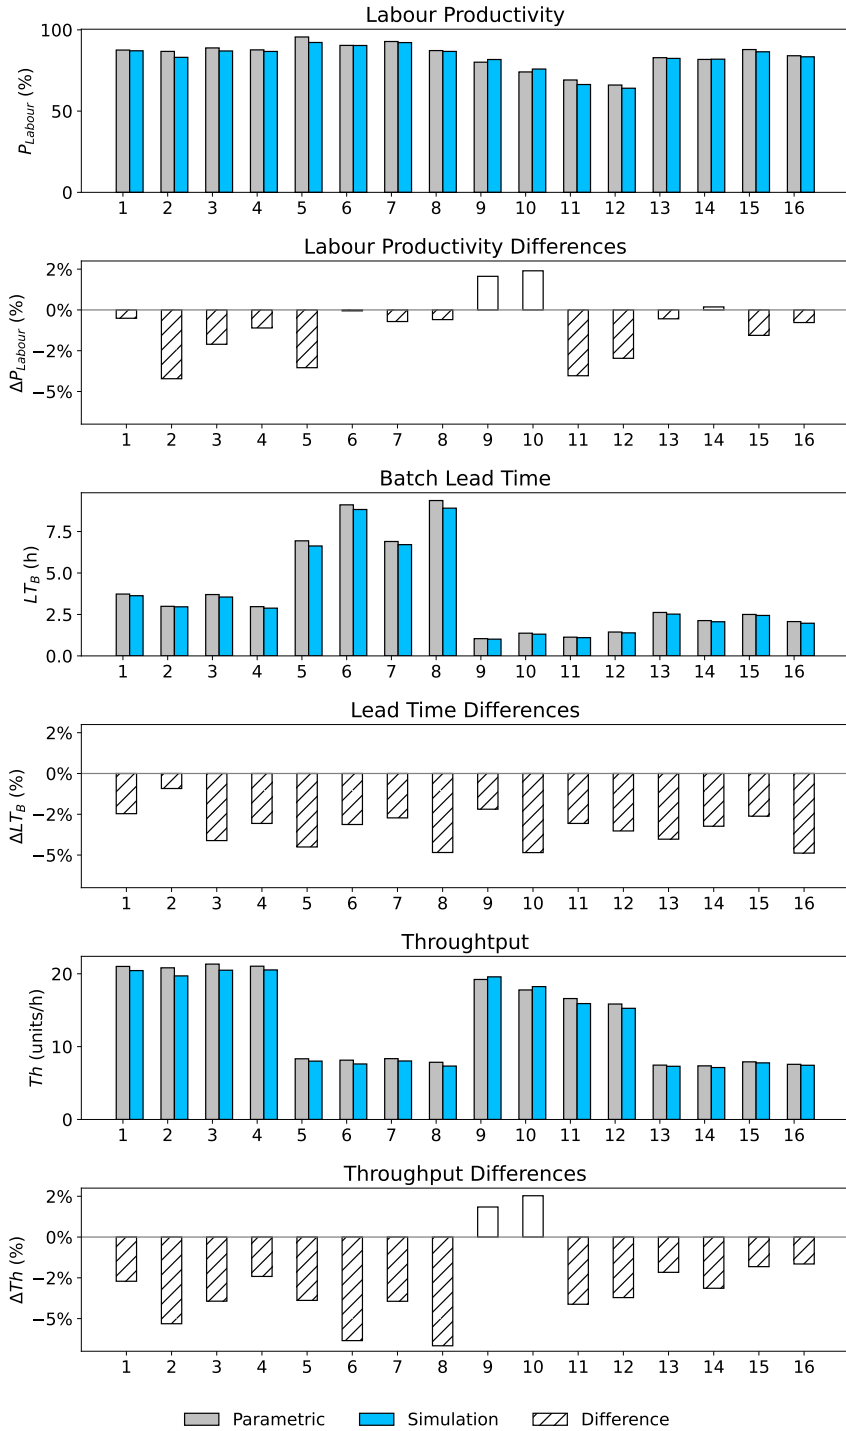 Labour Productivity
P_Labour (%)
100
50
0
1 2 3 4 5 6 7 8 9 10 11 12 13 14 15 16
Labour Productivity Differences
ΔP_Labour (%)
2%
0%
−2%
−5%
1 2 3 4 5 6 7 8 9 10 11 12 13 14 15 16
Batch Lead Time
LT_B (h)
7.5
5.0
2.5
0.0
1 2 3 4 5 6 7 8 9 10 11 12 13 14 15 16
Lead Time Differences
ΔLT_B (%)
2%
0%
−2%
−5%
1 2 3 4 5 6 7 8 9 10 11 12 13 14 15 16
Throughtput
Th (units/h)
20
10
0
1 2 3 4 5 6 7 8 9 10 11 12 13 14 15 16
Throughput Differences
ΔTh (%)
2%
0%
−2%
−5%
1 2 3 4 5 6 7 8 9 10 11 12 13 14 15 16
Parametric Simulation Difference